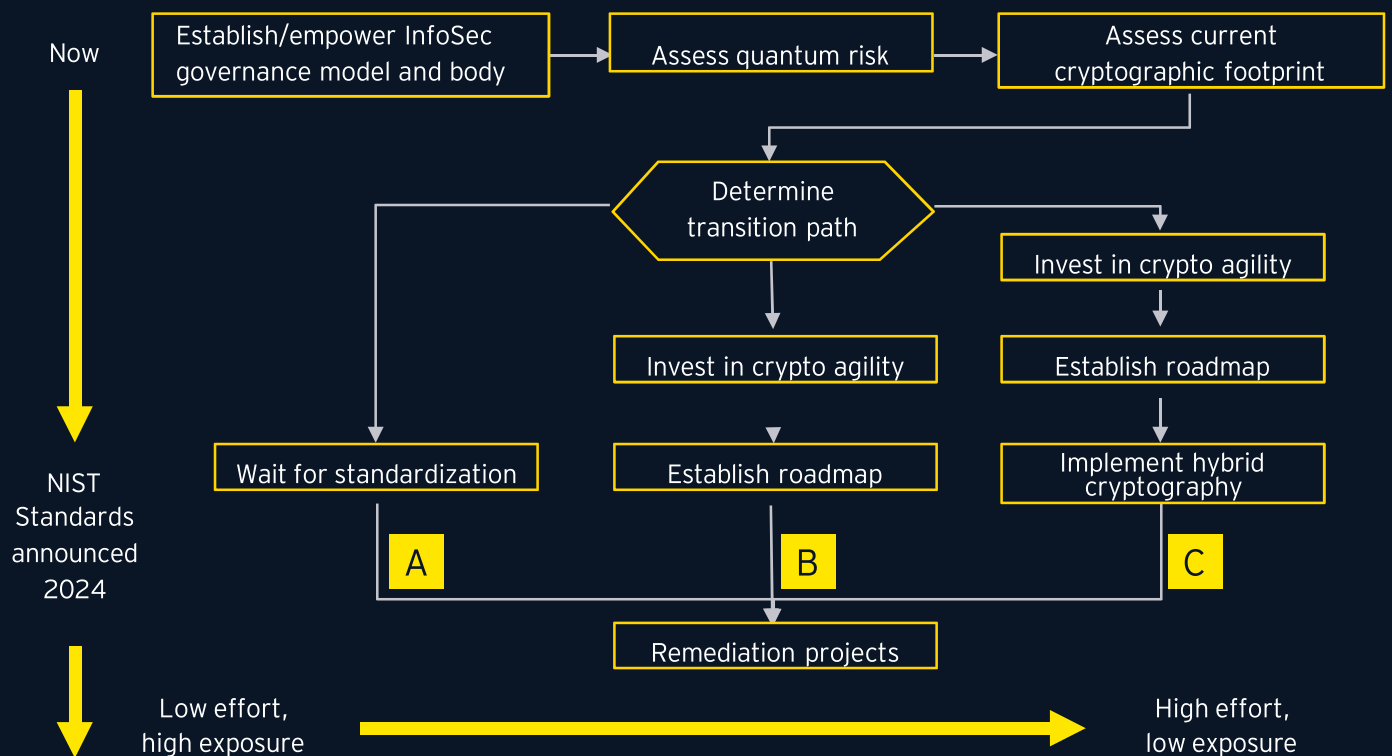 Now
Establish/empower InfoSec
governance model and body
Assess quantum risk
Assess current
cryptographic footprint
Determine
transition path
Invest in crypto agility
Invest in crypto agility
Establish roadmap
Wait for standardization
Establish roadmap
Implement hybrid
cryptography
NIST
Standards
announced
2024
A
B
C
Remediation projects
Low effort,
high exposure
High effort,
low exposure